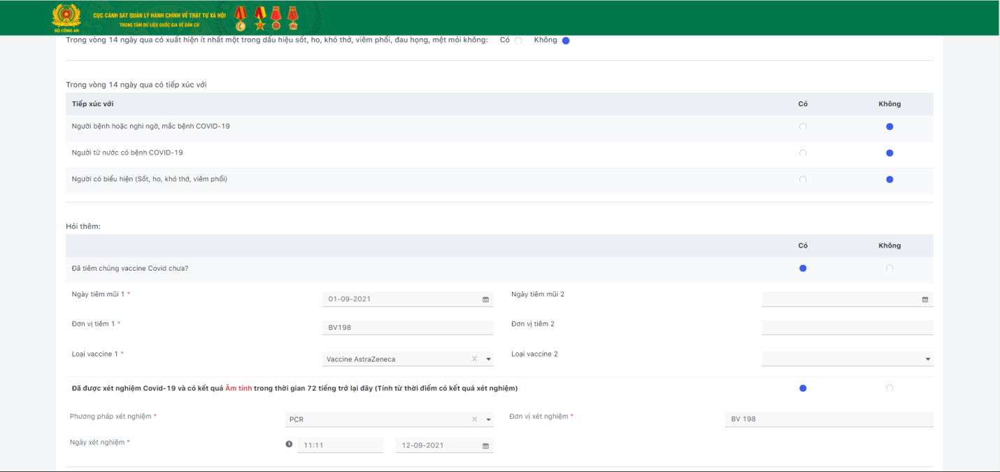 CỤC CẢNH SÁT QUẢN LÝ HÀNH CHÍNH VỀ TRẬT TỰ XÃ HỘI
TRUNG TÂM DỮ LIỆU QUỐC GIA VỀ DÂN CƯ
BỘ CÔNG AN
Trong vòng 14 ngày qua có xuất hiện ít nhất một trong dấu hiệu sốt, ho, khó thở, viêm phổi, đau họng, mệt mỏi không: Có Không
Trong vòng 14 ngày qua có tiếp xúc với
Tiếp xúc với Có Không
Người bệnh hoặc nghi ngờ, mắc bệnh COVID-19
Người từ nước có bệnh COVID-19
Người có biểu hiện (Sốt, ho, khó thở, viêm phổi)
Hỏi thêm:
Có Không
Đã tiêm chủng vaccine Covid chưa?
Ngày tiêm mũi 1 * 01-09-2021 Ngày tiêm mũi 2
Đơn vị tiêm 1 * BV198 Đơn vị tiêm 2
Loại vaccine 1 * Vaccine AstraZeneca Loại vaccine 2
Đã được xét nghiệm Covid-19 và có kết quả Âm tính trong thời gian 72 tiếng trở lại đây (Tính từ thời điểm có kết quả xét nghiệm)
Phương pháp xét nghiệm * PCR Đơn vị xét nghiệm * BV 198
Ngày xét nghiệm * 11:11 12-09-2021